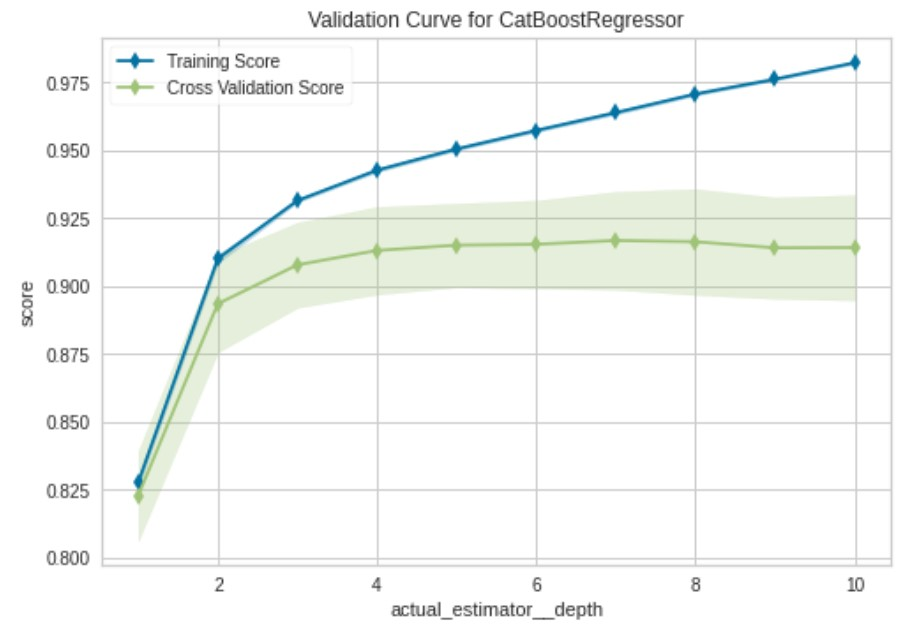 Validation Curve for CatBoostRegressor
Training Score
Cross Validation Score
0.975
0.950
0.925
0.900
0.875
0.850
0.825
0.800
score
2 4 6 8 10
actual_estimator__depth